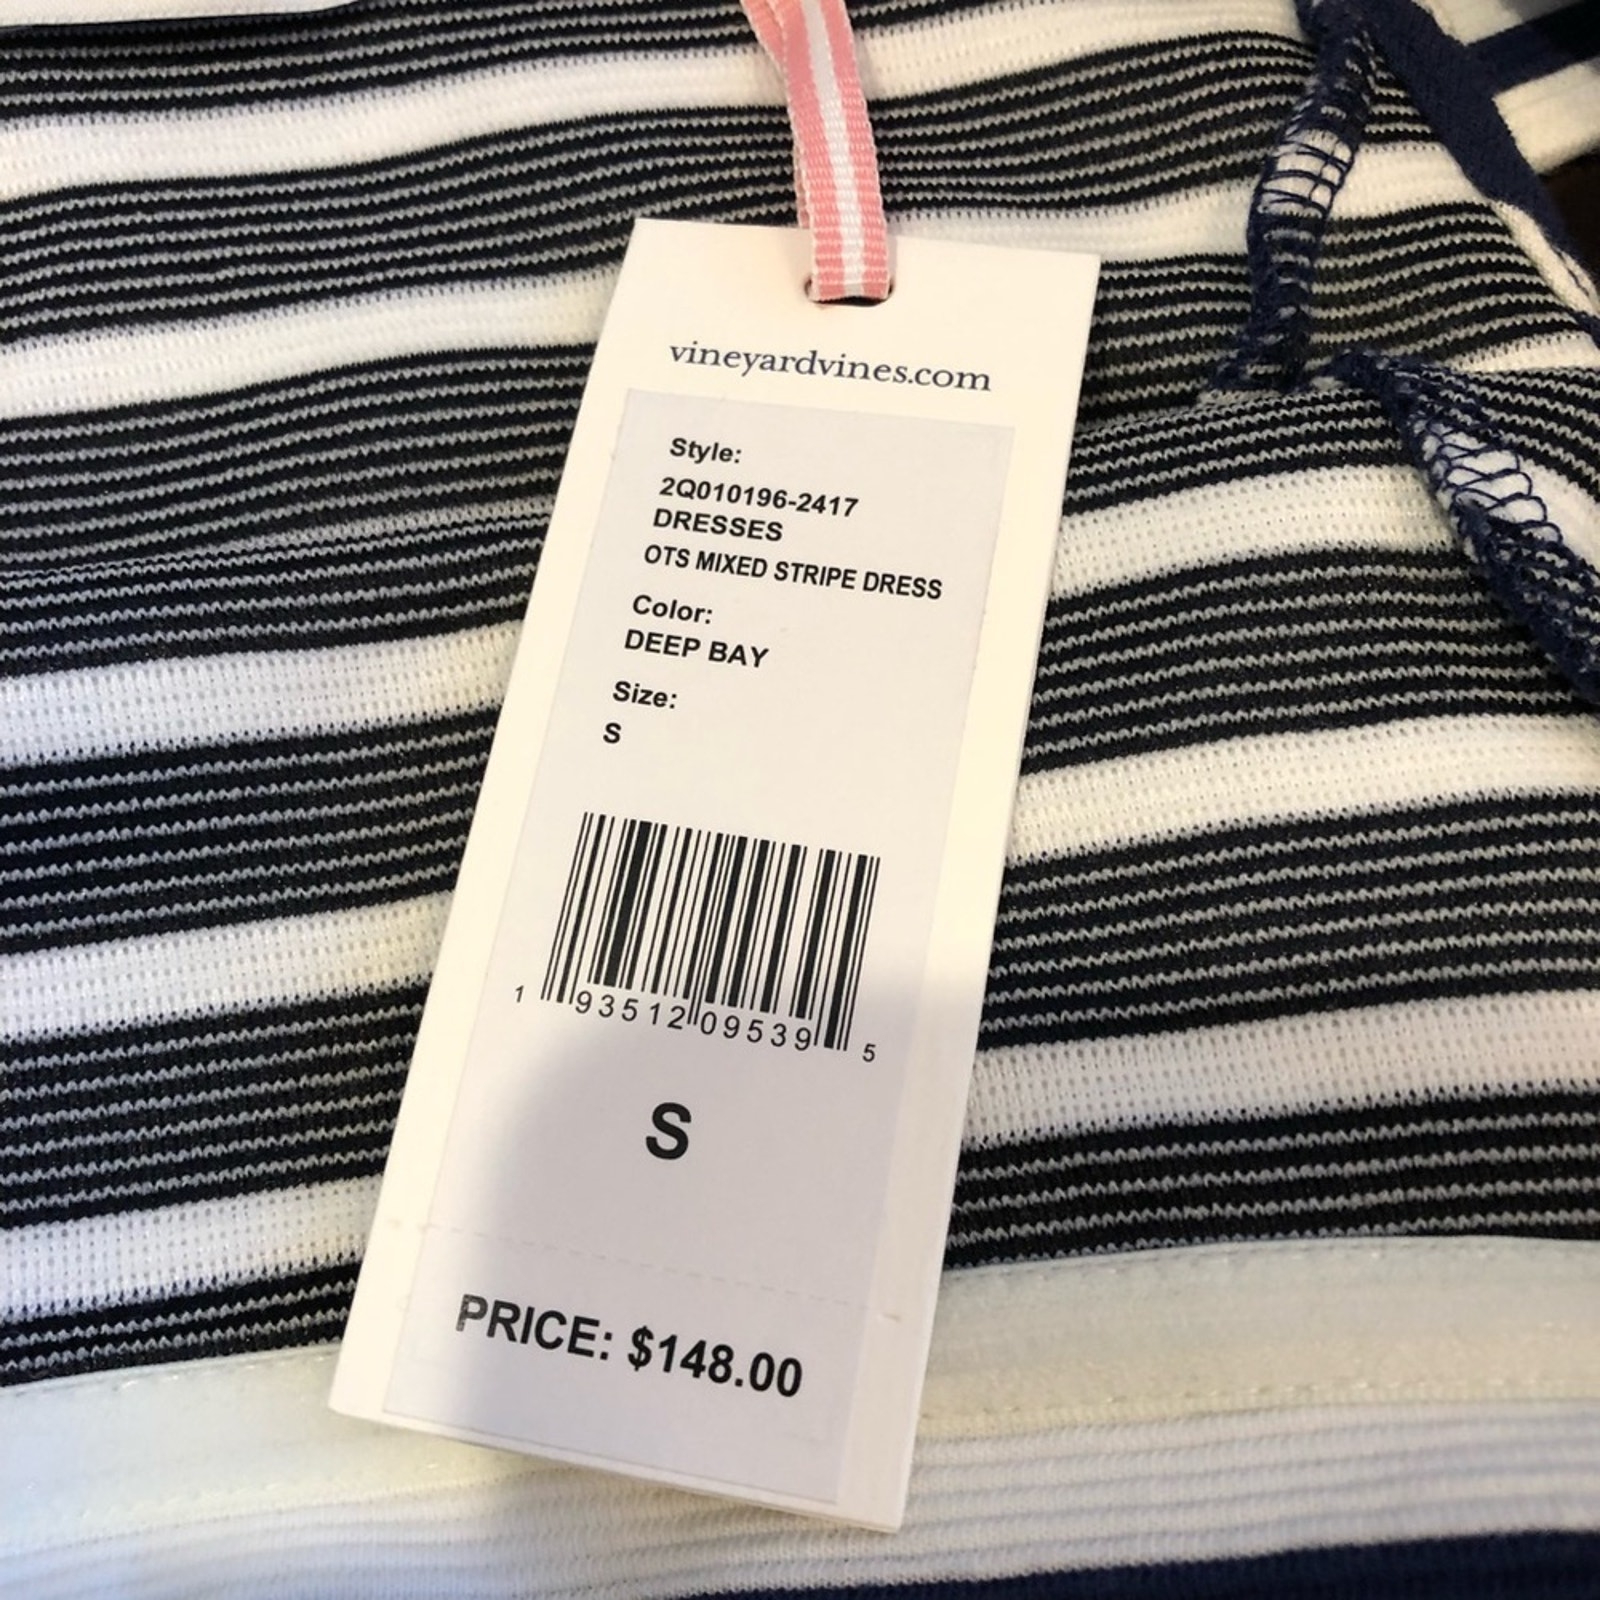 vineyardvines.com
Style:
2Q010196-2417
DRESSES
OTS MIXED STRIPE DRESS
Color:
DEEP BAY
Size:
S
1 93512 09539 5
S
PRICE: $148.00